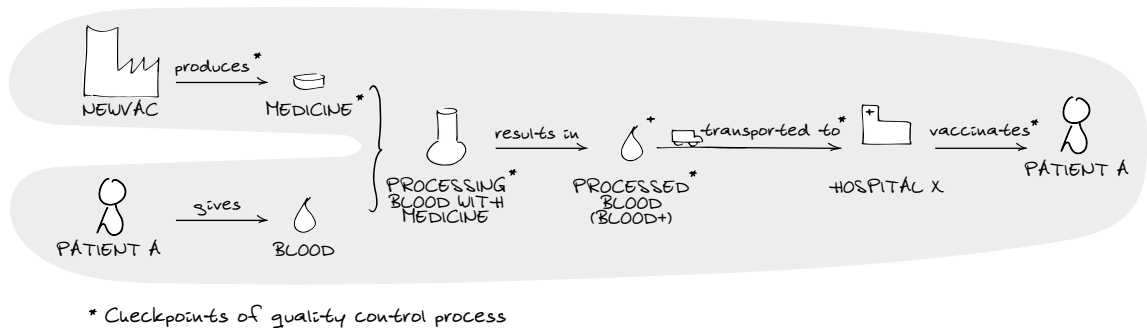 produces*
NEWVAC
MEDICINE*
gives
PATIENT A
BLOOD
PROCESSING*
BLOOD WITH
MEDICINE
results in
+
PROCESSED*
BLOOD
(BLOOD+)
transported to*
+
HOSPITAL X
vaccinates*
PATIENT A
* Checkpoints of quality control process